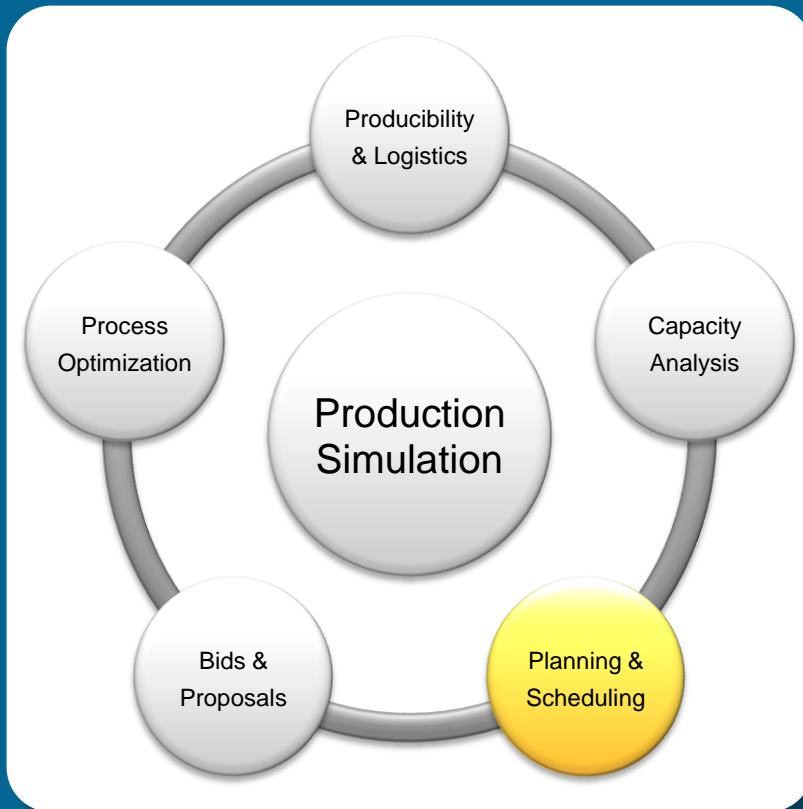 Producibility
& Logistics
Process
Optimization
Capacity
Analysis
Production
Simulation
Bids &
Proposals
Planning &
Scheduling